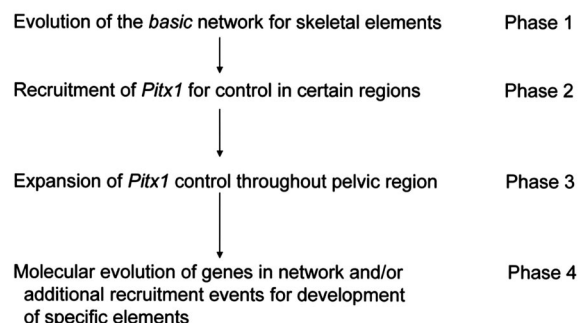 Evolution of the basic network for skeletal elements Phase 1
Recruitment of Pitx1 for control in certain regions Phase 2
Expansion of Pitx1 control throughout pelvic region Phase 3
Molecular evolution of genes in network and/or Phase 4
additional recruitment events for development
of specific elements